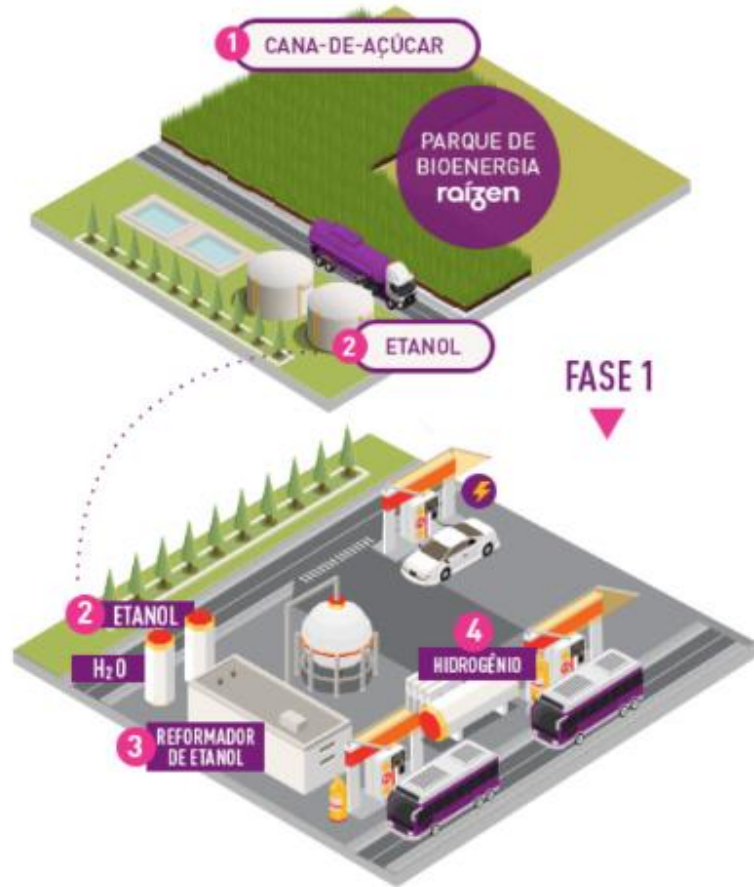 1 CANA-DE-AÇÚCAR
PARQUE DE
BIOENERGIA
raízen
2 ETANOL
FASE 1
2 ETANOL
H₂O
4
HIDROGÊNIO
3 REFORMADOR
DE ETANOL